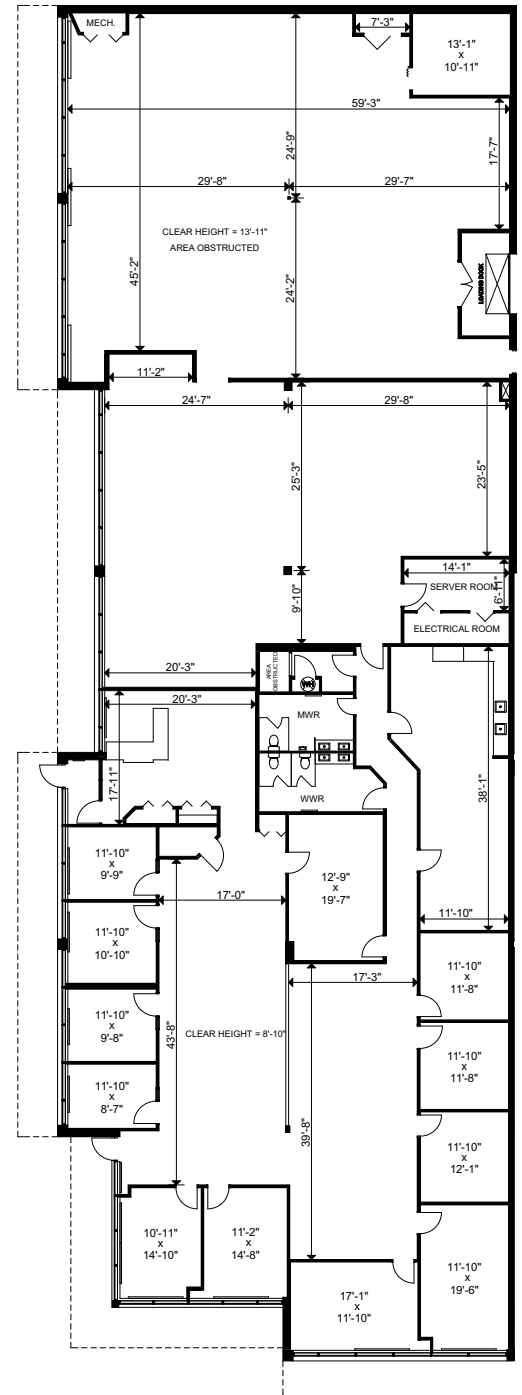 MECH.
7'-3"
13'-1"
x
10'-11"
59'-3"
24'-9"
17'-7"
29'-8"
29'-7"
CLEAR HEIGHT = 13'-11"
AREA OBSTRUCTED
45'-2"
24'-2"
LOADING DOCK
11'-2"
24'-7"
29'-8"
25'-3"
23'-5"
14'-1"
SERVER ROOM
6'-11"
9'-10"
ELECTRICAL ROOM
20'-3"
AREA
OBSTRUCTED
WH
20'-3"
MWR
17'-11"
WWR
38'-1"
11'-10"
x
9'-9"
12'-9"
x
19'-7"
17'-0"
11'-10"
11'-10"
x
10'-10"
11'-10"
x
11'-8"
17'-3"
11'-10"
x
9'-8"
43'-8"
CLEAR HEIGHT = 8'-10"
11'-10"
x
11'-8"
11'-10"
x
8'-7"
39'-8"
11'-10"
x
12'-1"
10'-11"
x
14'-10"
11'-2"
x
14'-8"
17'-1"
x
11'-10"
11'-10"
x
19'-6"